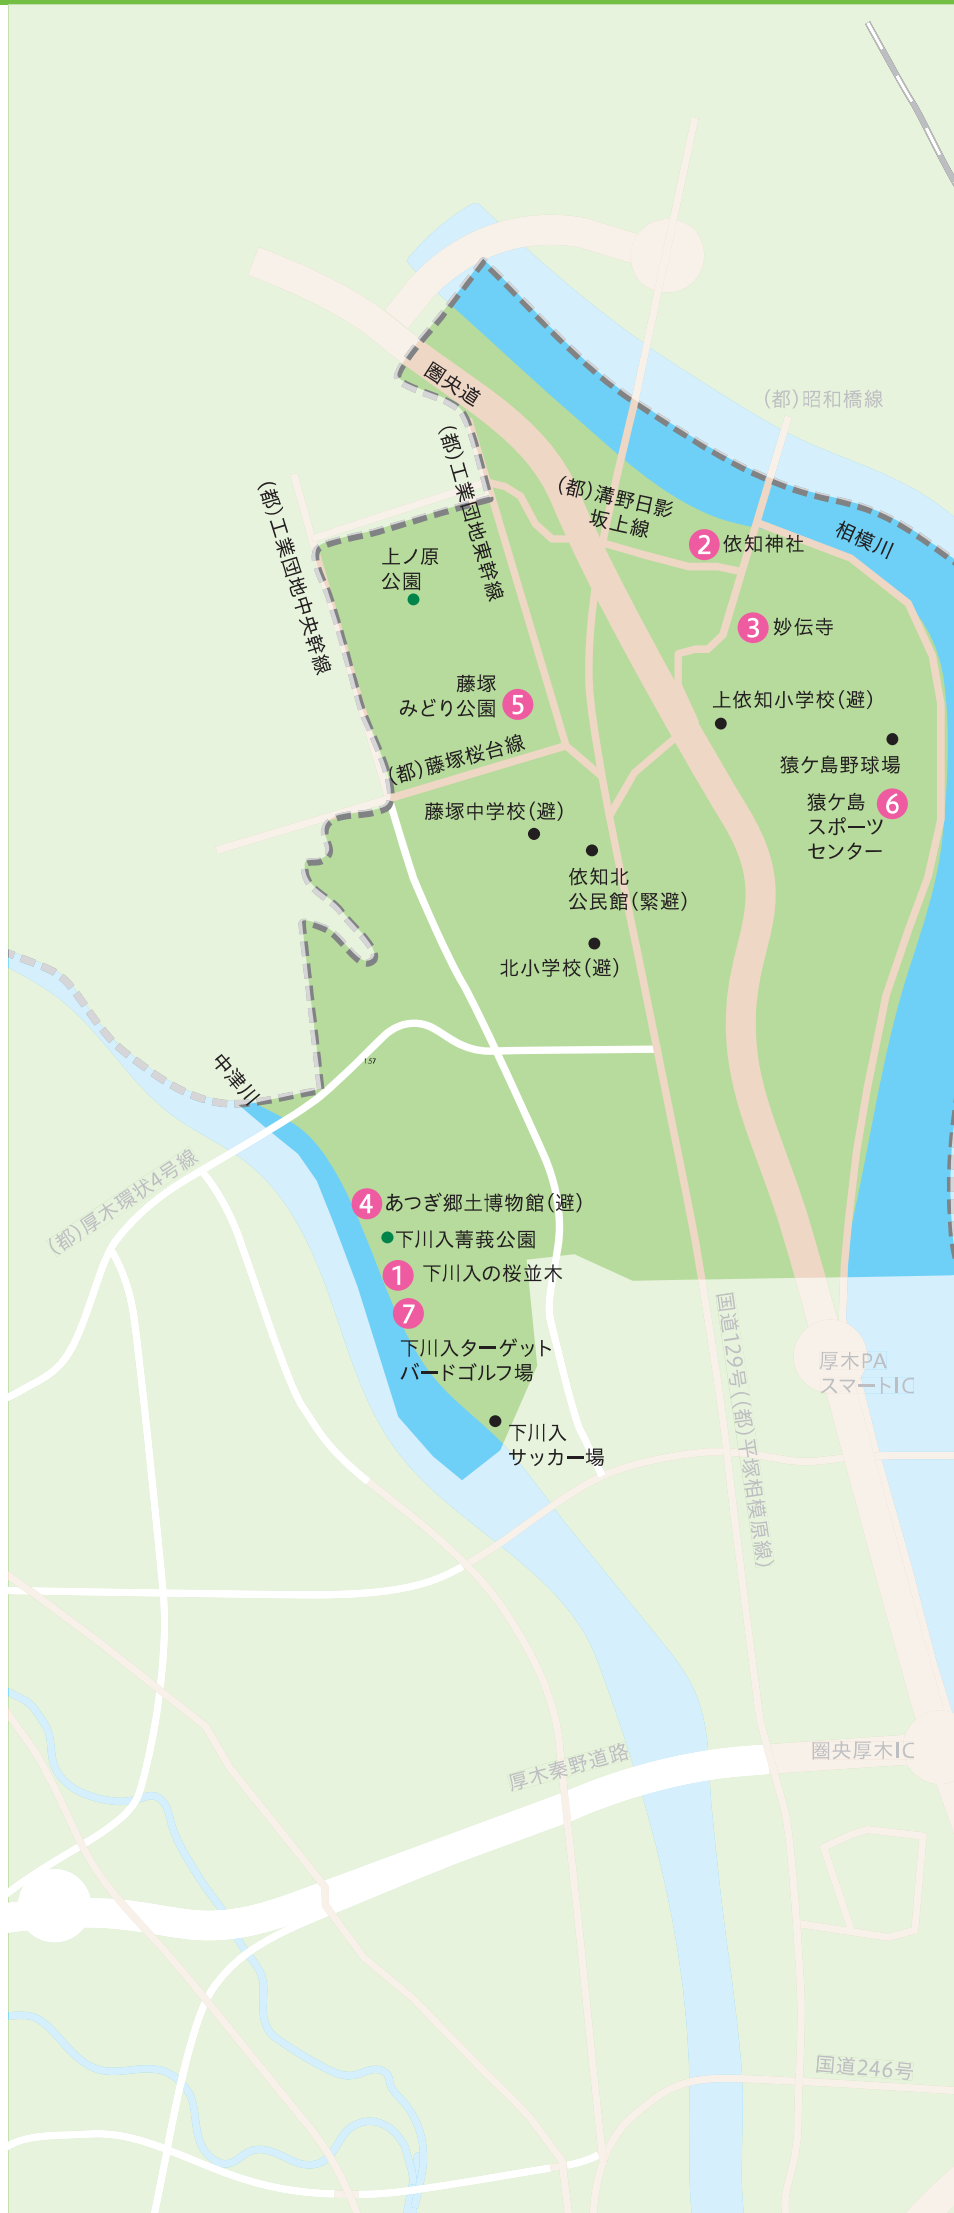 (都)昭和橋線
圏央道
(都)工業団地東幹線
(都)工業団地中央幹線
(都)溝野日影
坂上線
相模川
2 依知神社
上ノ原
公園
3 妙伝寺
藤塚
みどり公園 5
上依知小学校(避)
(都)藤塚桜台線
猿ケ島野球場
猿ケ島 6
スポーツ
センター
藤塚中学校(避)
依知北
公民館(緊避)
北小学校(避)
137
中津川
(都)厚木環状4号線
4 あつぎ郷土博物館(避)
下川入菁莪公園
1 下川入の桜並木
7
下川入ターゲット
バードゴルフ場
国道129号((都)平塚相模原線)
厚木PA
スマートIC
下川入
サッカー場
厚木秦野道路
圏央厚木IC
国道246号